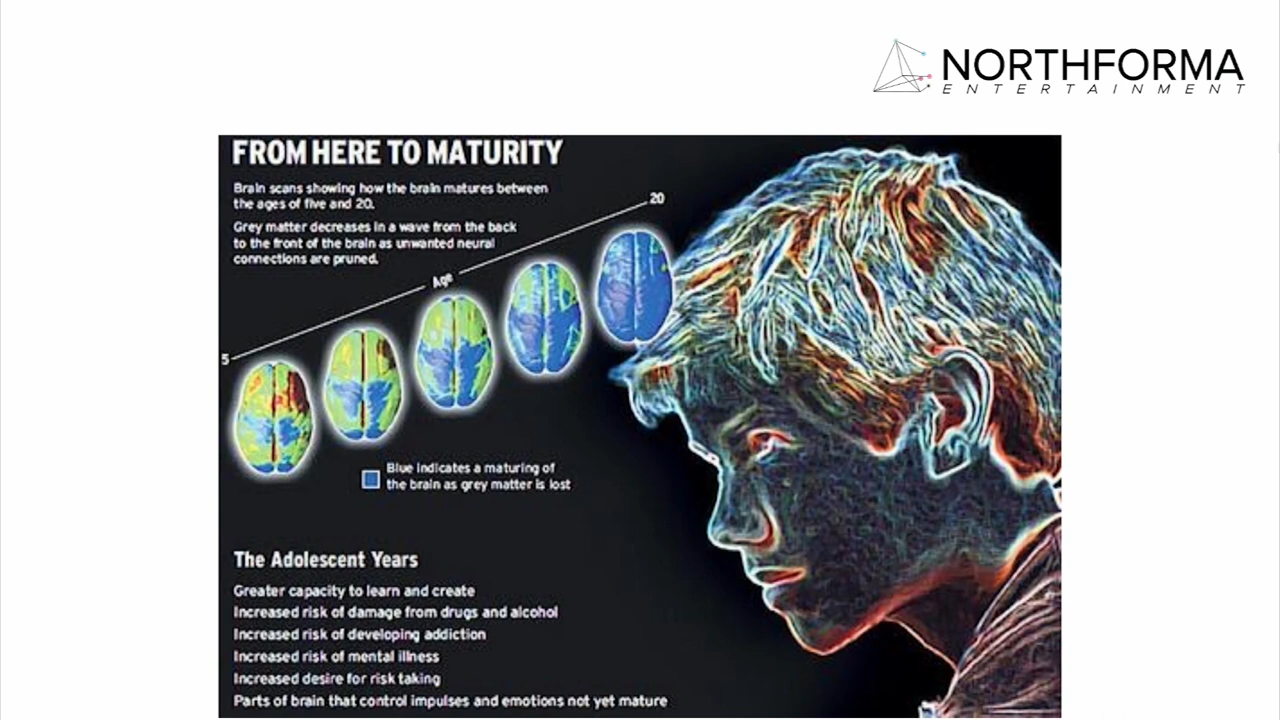 NORTHFORMA
ENTERTAINMENT
FROM HERE TO MATURITY
Brain scans showing how the brain matures between
the ages of five and 20.
Grey matter decreases in a wave from the back
to the front of the brain as unwanted neural
connections are pruned.
20
Age
5
Blue indicates a maturing of
the brain as grey matter is lost
The Adolescent Years
Greater capacity to learn and create
Increased risk of damage from drugs and alcohol
Increased risk of developing addiction
Increased risk of mental illness
Increased desire for risk taking
Parts of brain that control impulses and emotions not yet mature